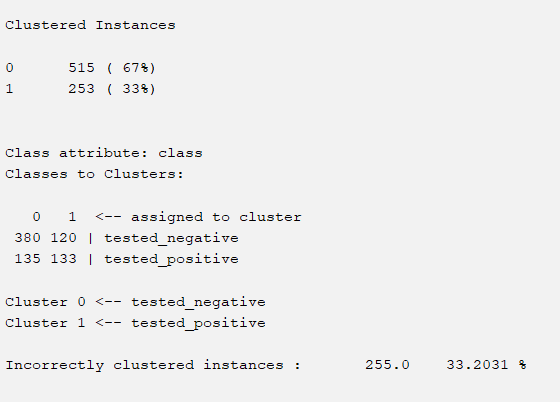 Clustered Instances
0 515 ( 67%)
1 253 ( 33%)
Class attribute: class
Classes to Clusters:
0 1 <-- assigned to cluster
380 120 | tested_negative
135 133 | tested_positive
Cluster 0 <-- tested_negative
Cluster 1 <-- tested_positive
Incorrectly clustered instances : 255.0 33.2031 %